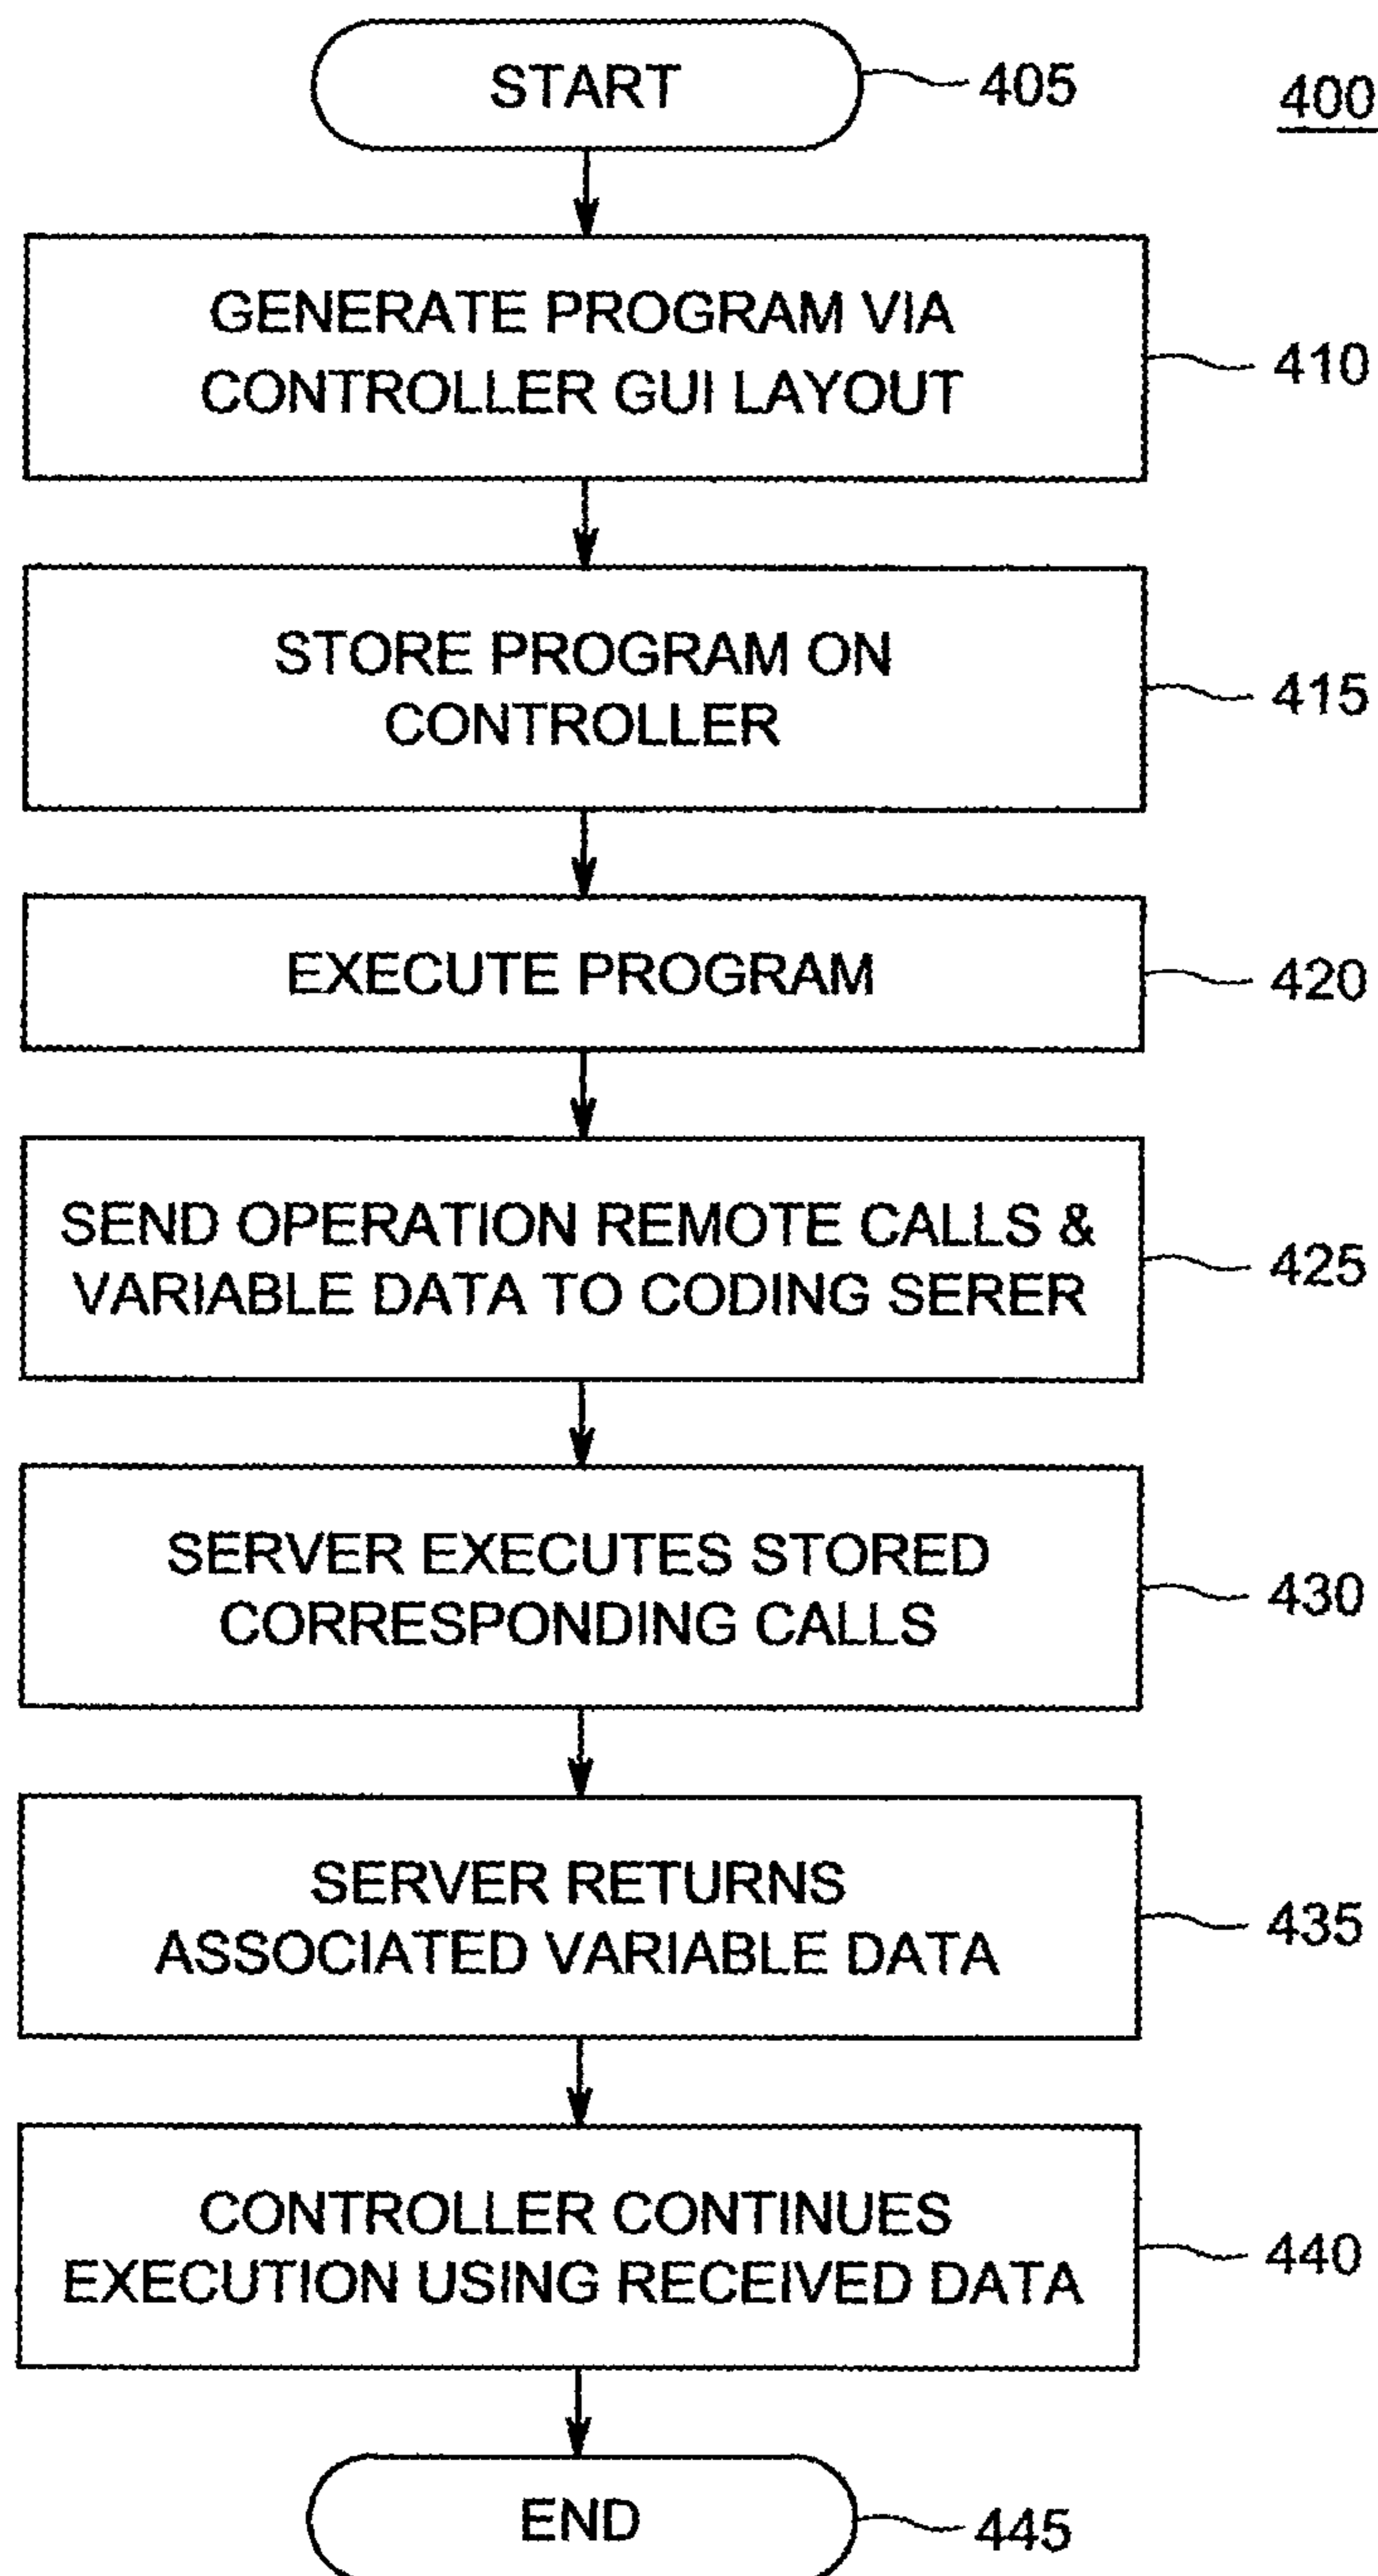 START
405
400
GENERATE PROGRAM VIA
CONTROLLER GUI LAYOUT
410
STORE PROGRAM ON
CONTROLLER
415
EXECUTE PROGRAM
420
SEND OPERATION REMOTE CALLS &
VARIABLE DATA TO CODING SERER
425
SERVER EXECUTES STORED
CORRESPONDING CALLS
430
SERVER RETURNS
ASSOCIATED VARIABLE DATA
435
CONTROLLER CONTINUES
EXECUTION USING RECEIVED DATA
440
END
445